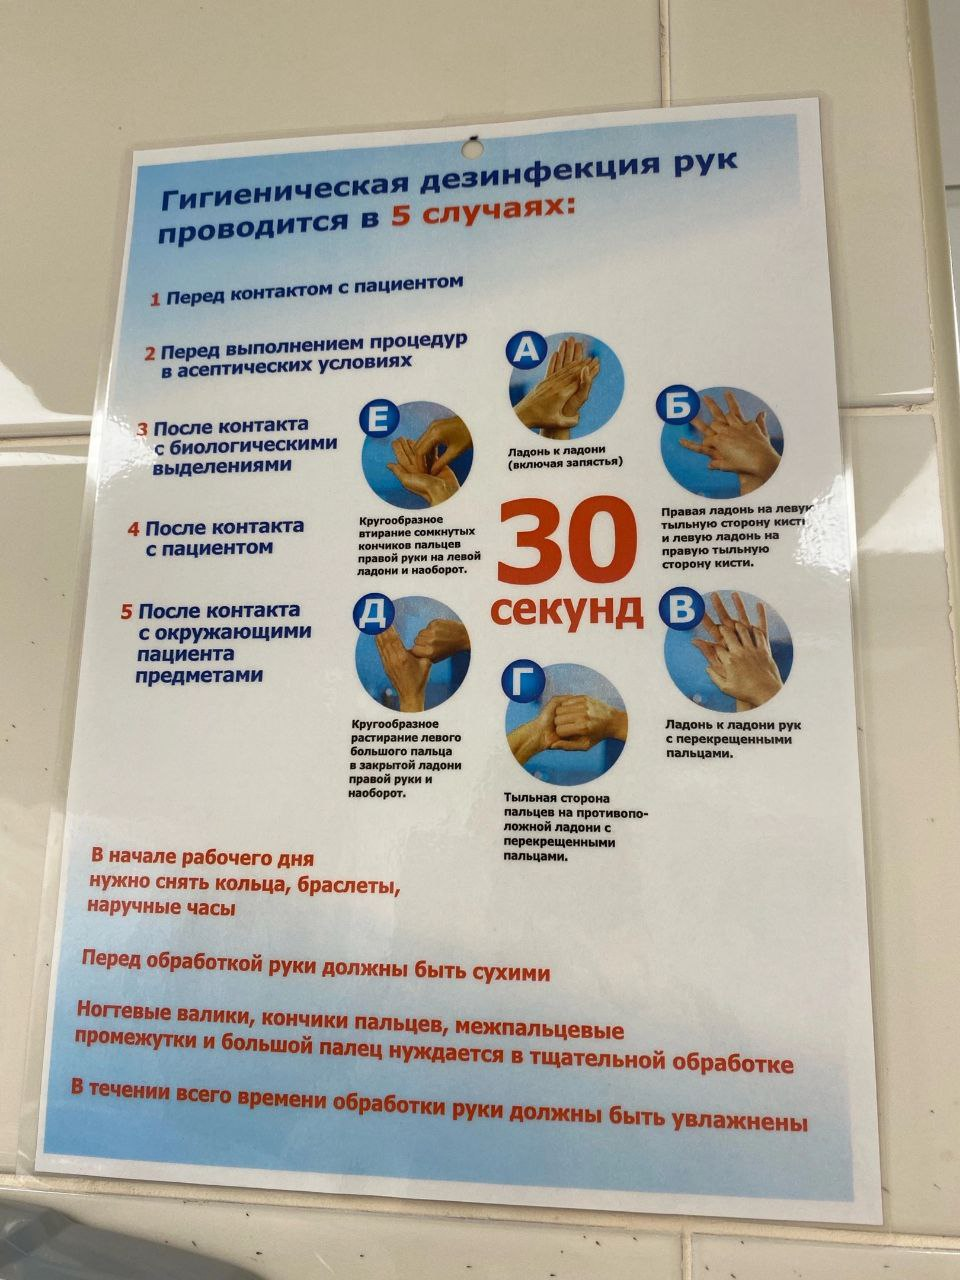 Гигиеническая дезинфекция рук
проводится в 5 случаях:
1 Перед контактом с пациентом
2 Перед выполнением процедур
в асептических условиях
3 После контакта
с биологическими
выделениями
4 После контакта
с пациентом
5 После контакта
с окружающими
пациента
предметами
А
Ладонь к ладони
(включая запястья)
Б
Правая ладонь на левую
тыльную сторону кисти
и левую ладонь на
правую тыльную
сторону кисти.
В
Ладонь к ладони рук
с перекрещенными
пальцами.
Г
Тыльная сторона
пальцев на противопо-
ложной ладони с
перекрещенными
пальцами.
Д
Кругообразное
растирание левого
большого пальца
в закрытой ладони
правой руки и
наоборот.
Е
Кругообразное
втирание сомкнутых
кончиков пальцев
правой руки на левой
ладони и наоборот.
30
секунд
В начале рабочего дня
нужно снять кольца, браслеты,
наручные часы
Перед обработкой руки должны быть сухими
Ногтевые валики, кончики пальцев, межпальцевые
промежутки и большой палец нуждается в тщательной обработке
В течении всего времени обработки руки должны быть увлажнены